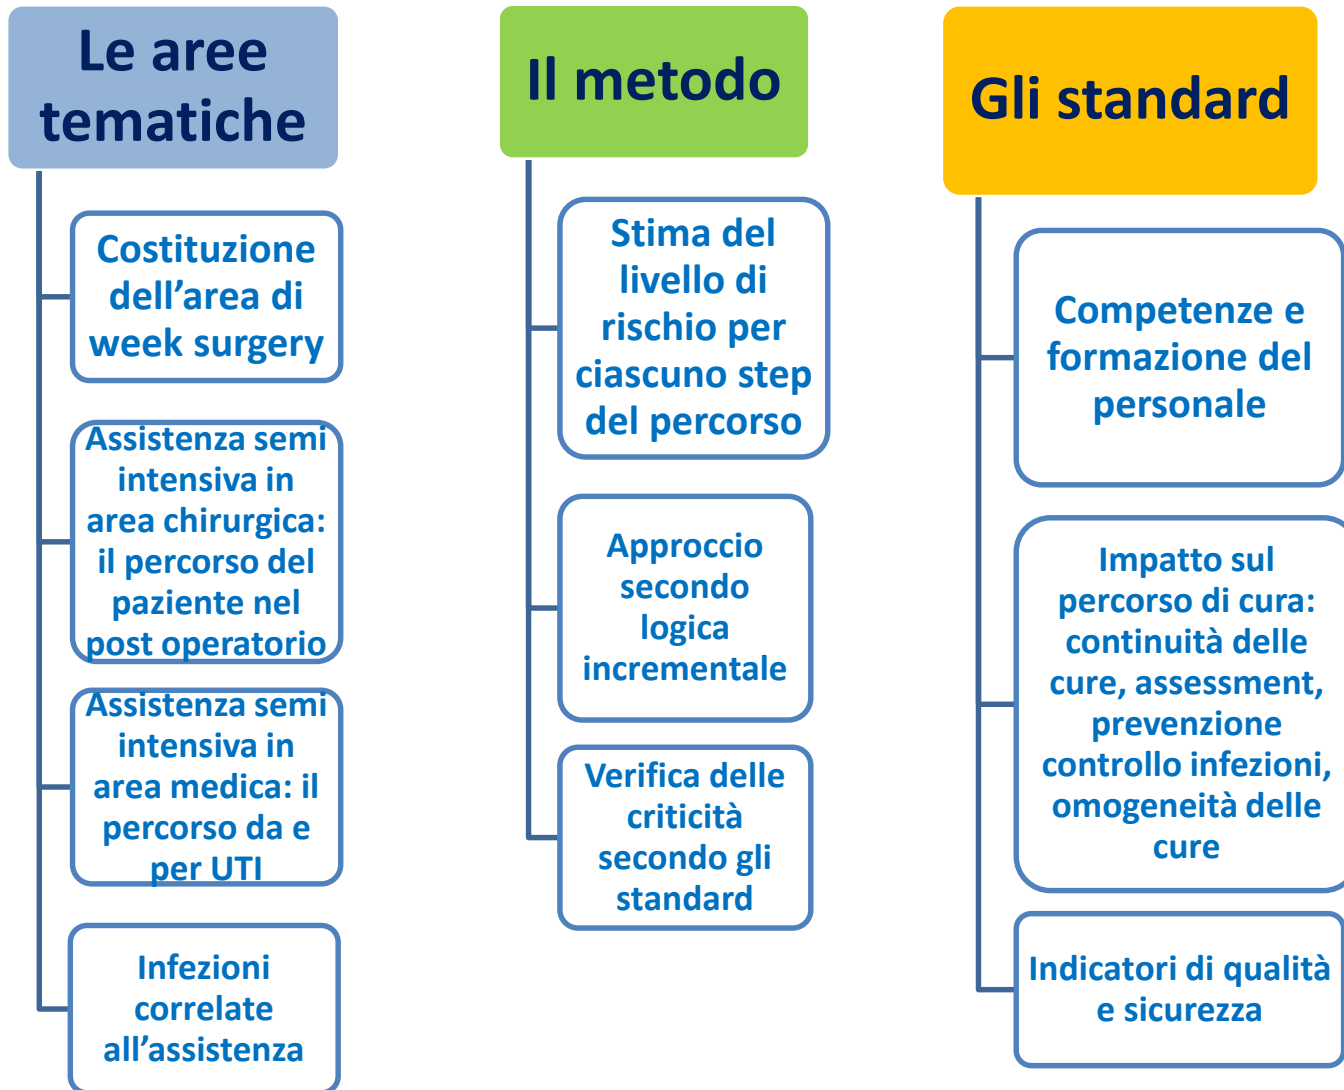 Le aree
tematiche
Costituzione
dell’area di
week surgery
Assistenza semi
intensiva in
area chirurgica:
il percorso del
paziente nel
post operatorio
Assistenza semi
intensiva in
area medica: il
percorso da e
per UTI
Infezioni
correlate
all’assistenza
Il metodo
Stima del
livello di
rischio per
ciascuno step
del percorso
Approccio
secondo
logica
incrementale
Verifica delle
criticità
secondo gli
standard
Gli standard
Competenze e
formazione del
personale
Impatto sul
percorso di cura:
continuità delle
cure, assessment,
prevenzione
controllo infezioni,
omogeneità delle
cure
Indicatori di qualità
e sicurezza